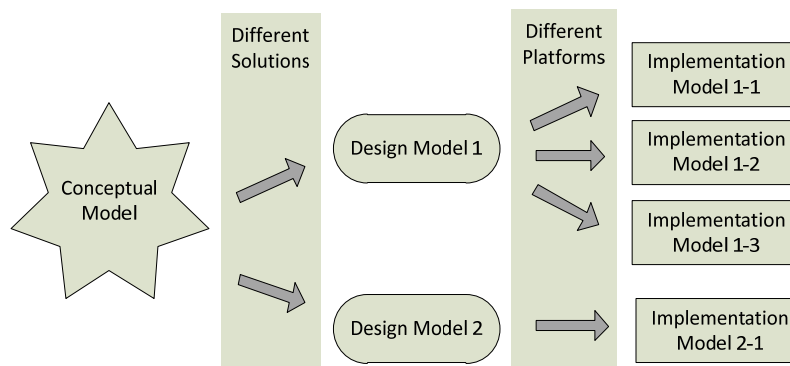 Different
Solutions
Different
Platforms
Conceptual
Model
Design Model 1
Implementation
Model 1-1
Implementation
Model 1-2
Implementation
Model 1-3
Design Model 2
Implementation
Model 2-1